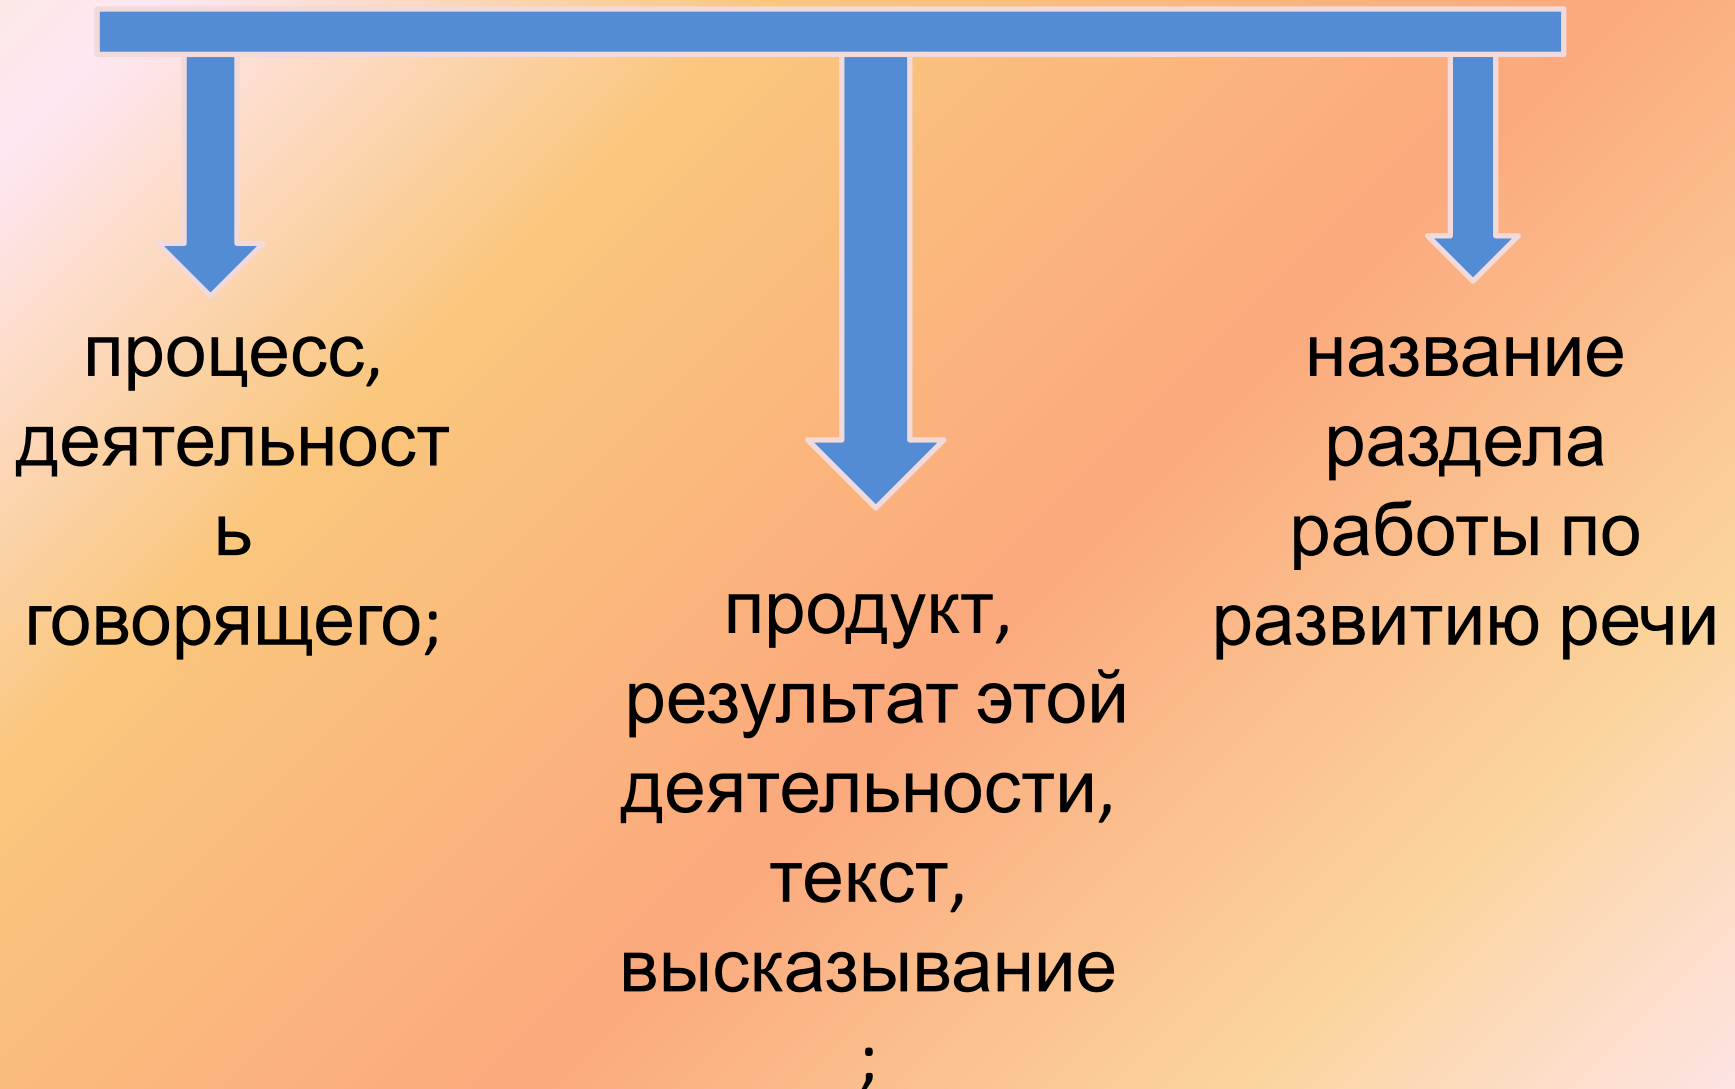 процесс,
деятельност
ь
говорящего;
продукт,
результат этой
деятельности,
текст,
высказывание
;
название
раздела
работы по
развитию речи